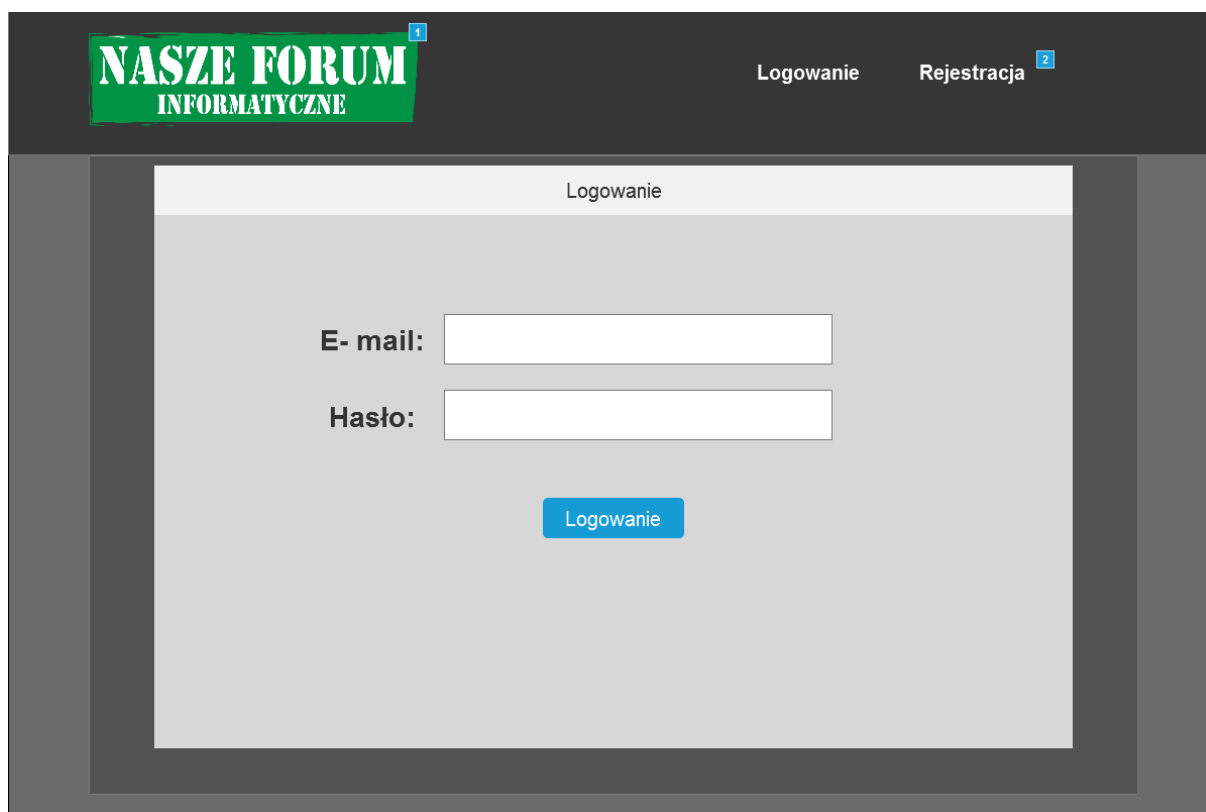 NASZE FORUM 1
INFORMATYCZNE
Logowanie Rejestracja 2
Logowanie
E- mail:
Hasło:
Logowanie